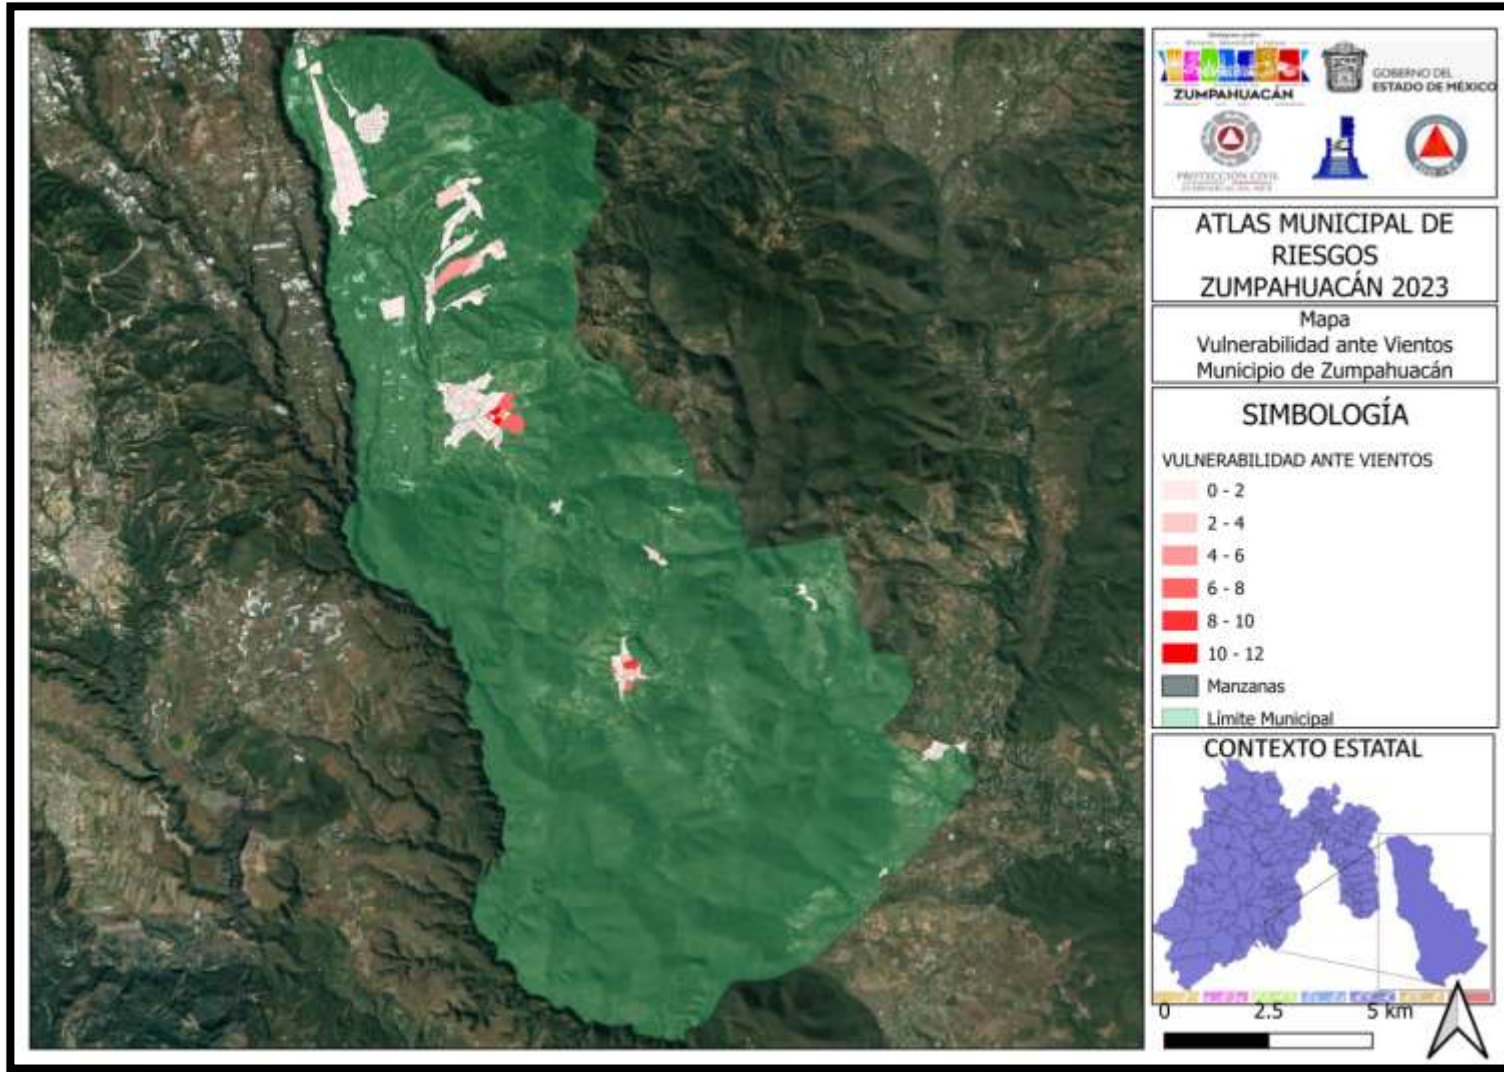 ZUMPAHUACÁN
GOBIERNO DEL
ESTADO DE MÉXICO
PROTECCIÓN CIVIL
ATLAS MUNICIPAL DE
RIESGOS
ZUMPAHUACÁN 2023
Mapa
Vulnerabilidad ante Vientos
Municipio de Zumpahuacán
SIMBOLOGÍA
VULNERABILIDAD ANTE VIENTOS
0 - 2
2 - 4
4 - 6
6 - 8
8 - 10
10 - 12
Manzanas
Límite Municipal
CONTEXTO ESTATAL
0 2.5 5 km